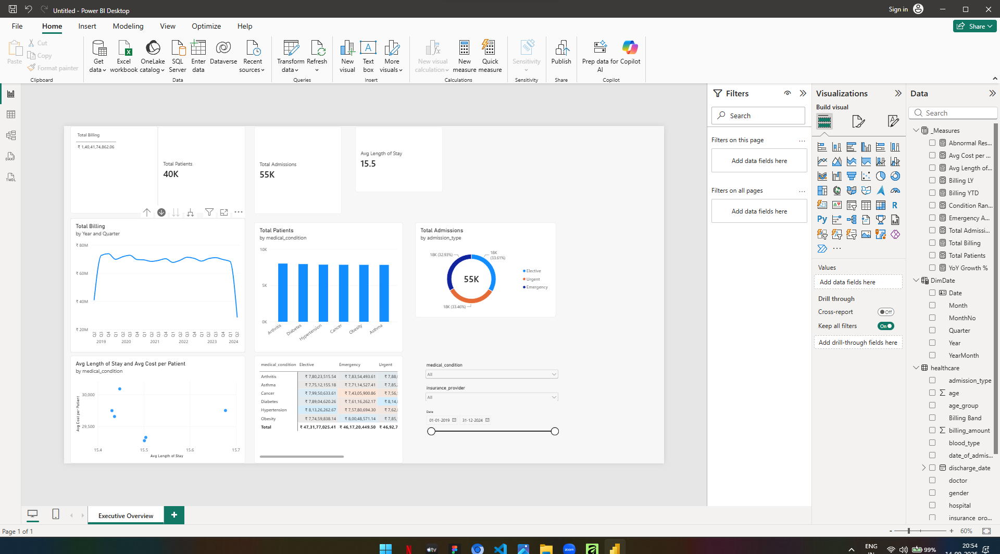 Untitled - Power BI Desktop
Sign in
File
Home
Insert
Modeling
View
Optimize
Help
Share
Paste
Cut
Copy
Format painter
Clipboard
Get data
Excel workbook
OneLake catalog
SQL Server
Enter data
Dataverse
Recent sources
Data
Transform data
Refresh
Queries
New visual
Text box
More visuals
Insert
New visual calculation
New measure
Quick measure
Calculations
Sensitivity
Sensitivity
Publish
Share
Prep data for AI
Copilot
Copilot
DAX
TMDL
Total Billing
₹ 1,40,41,74,862.06
Total Patients
40K
Total Admissions
55K
Avg Length of Stay
15.5
Total Billing
by Year and Quarter
₹ 80M
₹ 60M
₹ 40M
₹ 20M
Q2 Q3 Q4 Q1 Q2 Q3 Q4 Q1 Q2 Q3 Q4 Q1 Q2 Q3 Q4 Q1 Q2 Q3 Q4 Q1 Q2
2019 2020 2021 2022 2023 2024
Total Patients
by medical_condition
10K
5K
0K
Arthritis
Diabetes
Hypertension
Cancer
Obesity
Asthma
Total Admissions
by admission_type
18K (32.93%)
18K (33.61%)
55K
18K (33.46%)
Elective
Urgent
Emergency
Avg Length of Stay and Avg Cost per Patient
by medical_condition
Avg Cost per Patient
30,000
29,500
15.4 15.5 15.6 15.7
Avg Length of Stay
medical_condition Elective Emergency Urgent
Arthritis ₹ 7,80,23,515.54 ₹ 7,83,54,493.61 ₹ 7,88,
Asthma ₹ 7,75,12,155.18 ₹ 7,71,14,527.41 ₹ 7,85,
Cancer ₹ 7,99,50,633.61 ₹ 7,43,05,900.86 ₹ 7,56,
Diabetes ₹ 7,89,04,620.26 ₹ 7,61,16,262.17 ₹ 8,14,
Hypertension ₹ 8,13,26,262.67 ₹ 7,57,80,694.30 ₹ 7,62,
Obesity ₹ 7,74,59,838.14 ₹ 8,00,48,571.14 ₹ 7,85,
Total ₹ 47,31,77,025.41 ₹ 46,17,20,449.50 ₹ 46,92,7
medical_condition
All
insurance_provider
All
Date
01-01-2019 31-12-2024
Filters
Search
Filters on this page
...
Add data fields here
Filters on all pages
...
Add data fields here
Visualizations
Build visual
R
Py
...
Values
Add data fields here
Drill through
Cross-report
Off
Keep all filters
On
Add drill-through fields here
Data
Search
_Measures
Abnormal Res...
Avg Cost per ...
Avg Length of...
Billing LY
Billing YTD
Condition Ran...
Emergency A...
Total Admissi...
Total Billing
Total Patients
YoY Growth %
DimDate
Date
Month
MonthNo
Quarter
Year
YearMonth
healthcare
admission_type
age
age_group
Billing Band
billing_amount
blood_type
date_of_admis...
discharge_date
doctor
gender
hospital
insurance_pro...
Executive Overview
+
Page 1 of 1
- + 60%
tv
zoom
ENG
IN
99%
20:54